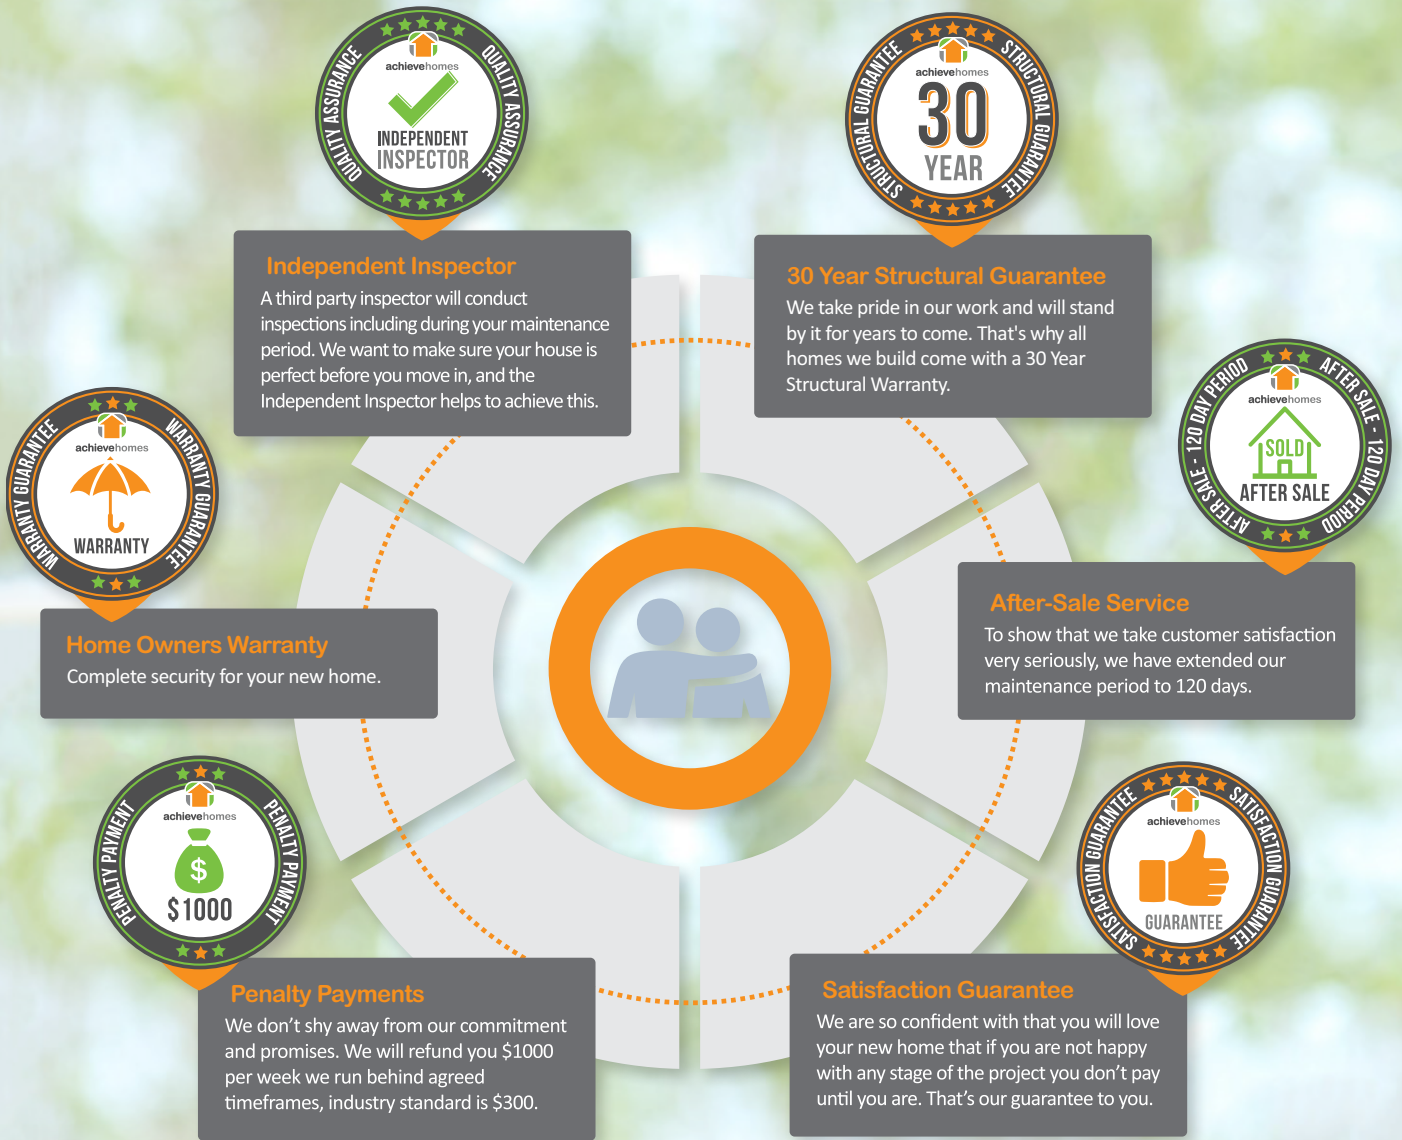 QUALITY ASSURANCE
QUALITY ASSURANCE
achievehomes
INDEPENDENT
INSPECTOR
Independent Inspector
A third party inspector will conduct
inspections including during your maintenance
period. We want to make sure your house is
perfect before you move in, and the
Independent Inspector helps to achieve this.
STRUCTURAL GUARANTEE
STRUCTURAL GUARANTEE
achievehomes
30
YEAR
30 Year Structural Guarantee
We take pride in our work and will stand
by it for years to come. That's why all
homes we build come with a 30 Year
Structural Warranty.
WARRANTY GUARANTEE
WARRANTY GUARANTEE
achievehomes
WARRANTY
Home Owners Warranty
Complete security for your new home.
AFTER SALE - 120 DAY PERIOD
AFTER SALE - 120 DAY PERIOD
achievehomes
SOLD
AFTER SALE
After-Sale Service
To show that we take customer satisfaction
very seriously, we have extended our
maintenance period to 120 days.
PENALTY PAYMENT
PENALTY PAYMENT
achievehomes
$
$1000
Penalty Payments
We don’t shy away from our commitment
and promises. We will refund you $1000
per week we run behind agreed
timeframes, industry standard is $300.
SATISFACTION GUARANTEE
SATISFACTION GUARANTEE
achievehomes
GUARANTEE
Satisfaction Guarantee
We are so confident with that you will love
your new home that if you are not happy
with any stage of the project you don’t pay
until you are. That’s our guarantee to you.